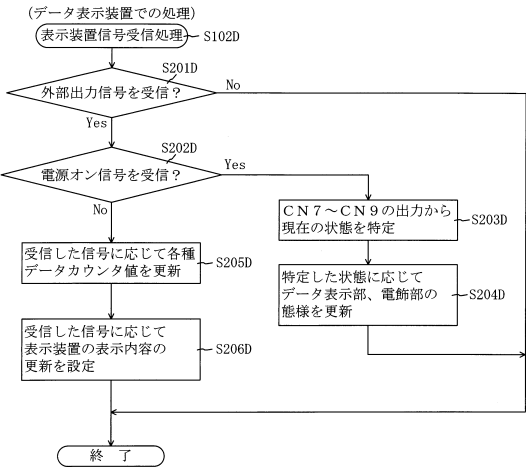 (データ表示装置での処理)
表示装置信号受信処理
S102D
S201D
外部出力信号を受信?
No
Yes
S202D
電源オン信号を受信?
Yes
No
CN7~CN9の出力から
現在の状態を特定
S203D
受信した信号に応じて各種
データカウンタ値を更新
S205D
特定した状態に応じて
データ表示部、電飾部の
態様を更新
S204D
受信した信号に応じて
表示装置の表示内容の
更新を設定
S206D
終 了